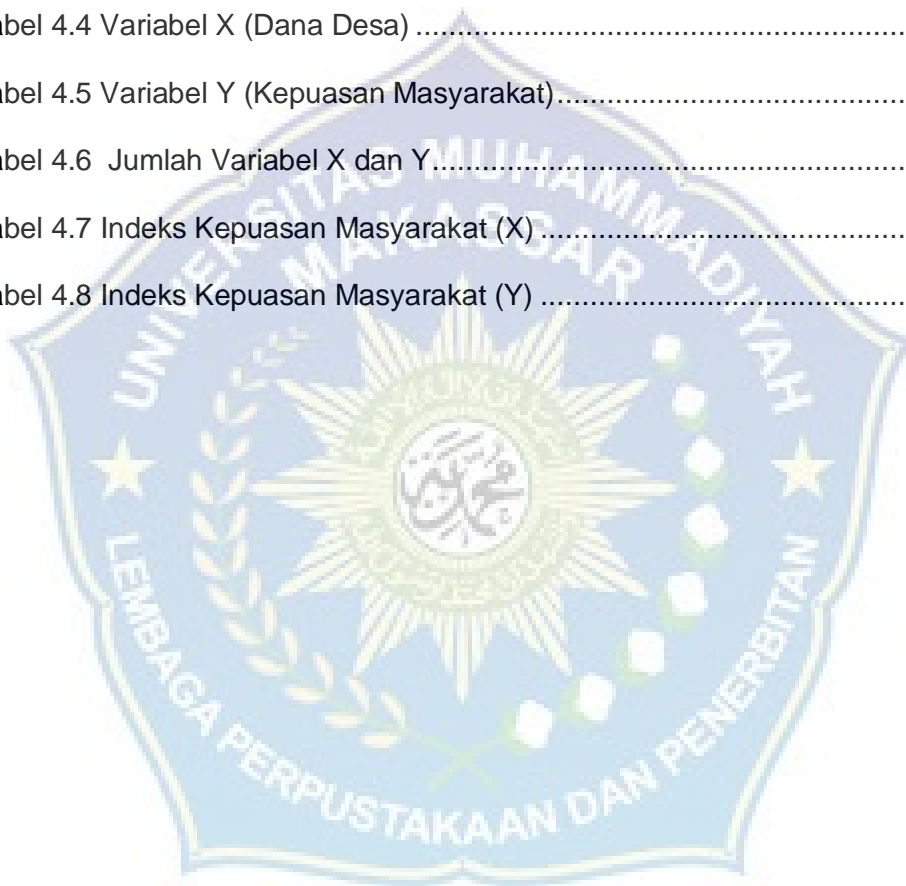 abel 4.4 Variabel X (Dana Desa) ........................................................
abel 4.5 Variabel Y (Kepuasan Masyarakat)........................................
abel 4.6  Jumlah Variabel X dan Y.......................................................
abel 4.7 Indeks Kepuasan Masyarakat (X) ..........................................
abel 4.8 Indeks Kepuasan Masyarakat (Y) ..........................................
UNIVERSITAS MUHAMMADIYAH
MAKASSAR
LEMBAGA PERPUSTAKAAN DAN PENERBITAN